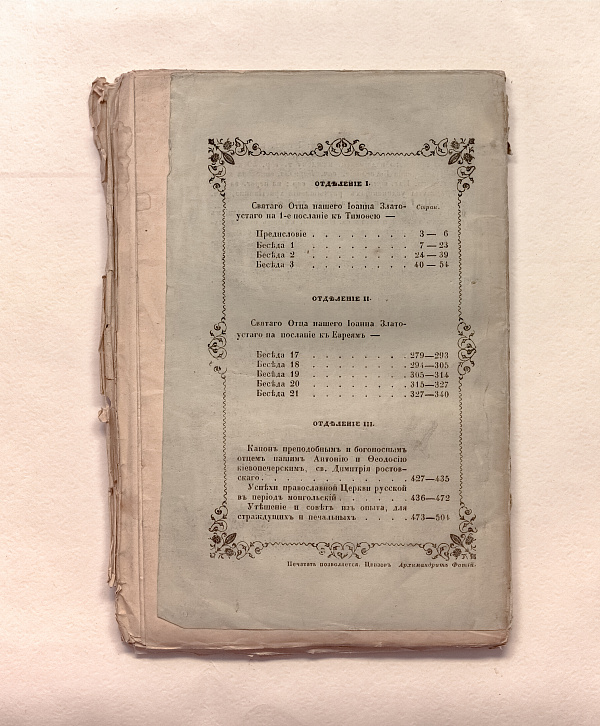 ОТДѢЛЕНІЕ I.
Святаго Отца нашего Іоанна Злато- Стран.
устаго на 1-е посланіе къ Тимоѳею —
Предисловіе . . . . . . . . 3 — 6
Бесѣда 1 . . . . . . . . 7 — 23
Бесѣда 2 . . . . . . . . 24 — 39
Бесѣда 3 . . . . . . . . 40 — 54
ОТДѢЛЕНІЕ II.
Святаго Отца нашего Іоанна Злато-
устаго на посланіе къ Евреямъ —
Бесѣда 17 . . . . . . . . 279—293
Бесѣда 18 . . . . . . . . 294—305
Бесѣда 19 . . . . . . . . 305—314
Бесѣда 20 . . . . . . . . 315—327
Бесѣда 21 . . . . . . . . 327—340
ОТДѢЛЕНІЕ III.
Канонъ преподобнымъ и богоноснымъ
отцемъ нашимъ Антонію и Ѳеодосію
кіевопечерскимъ, св. Димитрія ростов-
скаго . . . . . . . . . . . . 427—435
Успѣхи православной Церкви русской
въ періодъ монгольскій . . . . . 436—472
Утѣшеніе и совѣтъ изъ опыта, для
страждущихъ и печальныхъ . . . . 473—504
Печатать позволяется. Цензоръ Архимандритъ Фотій.